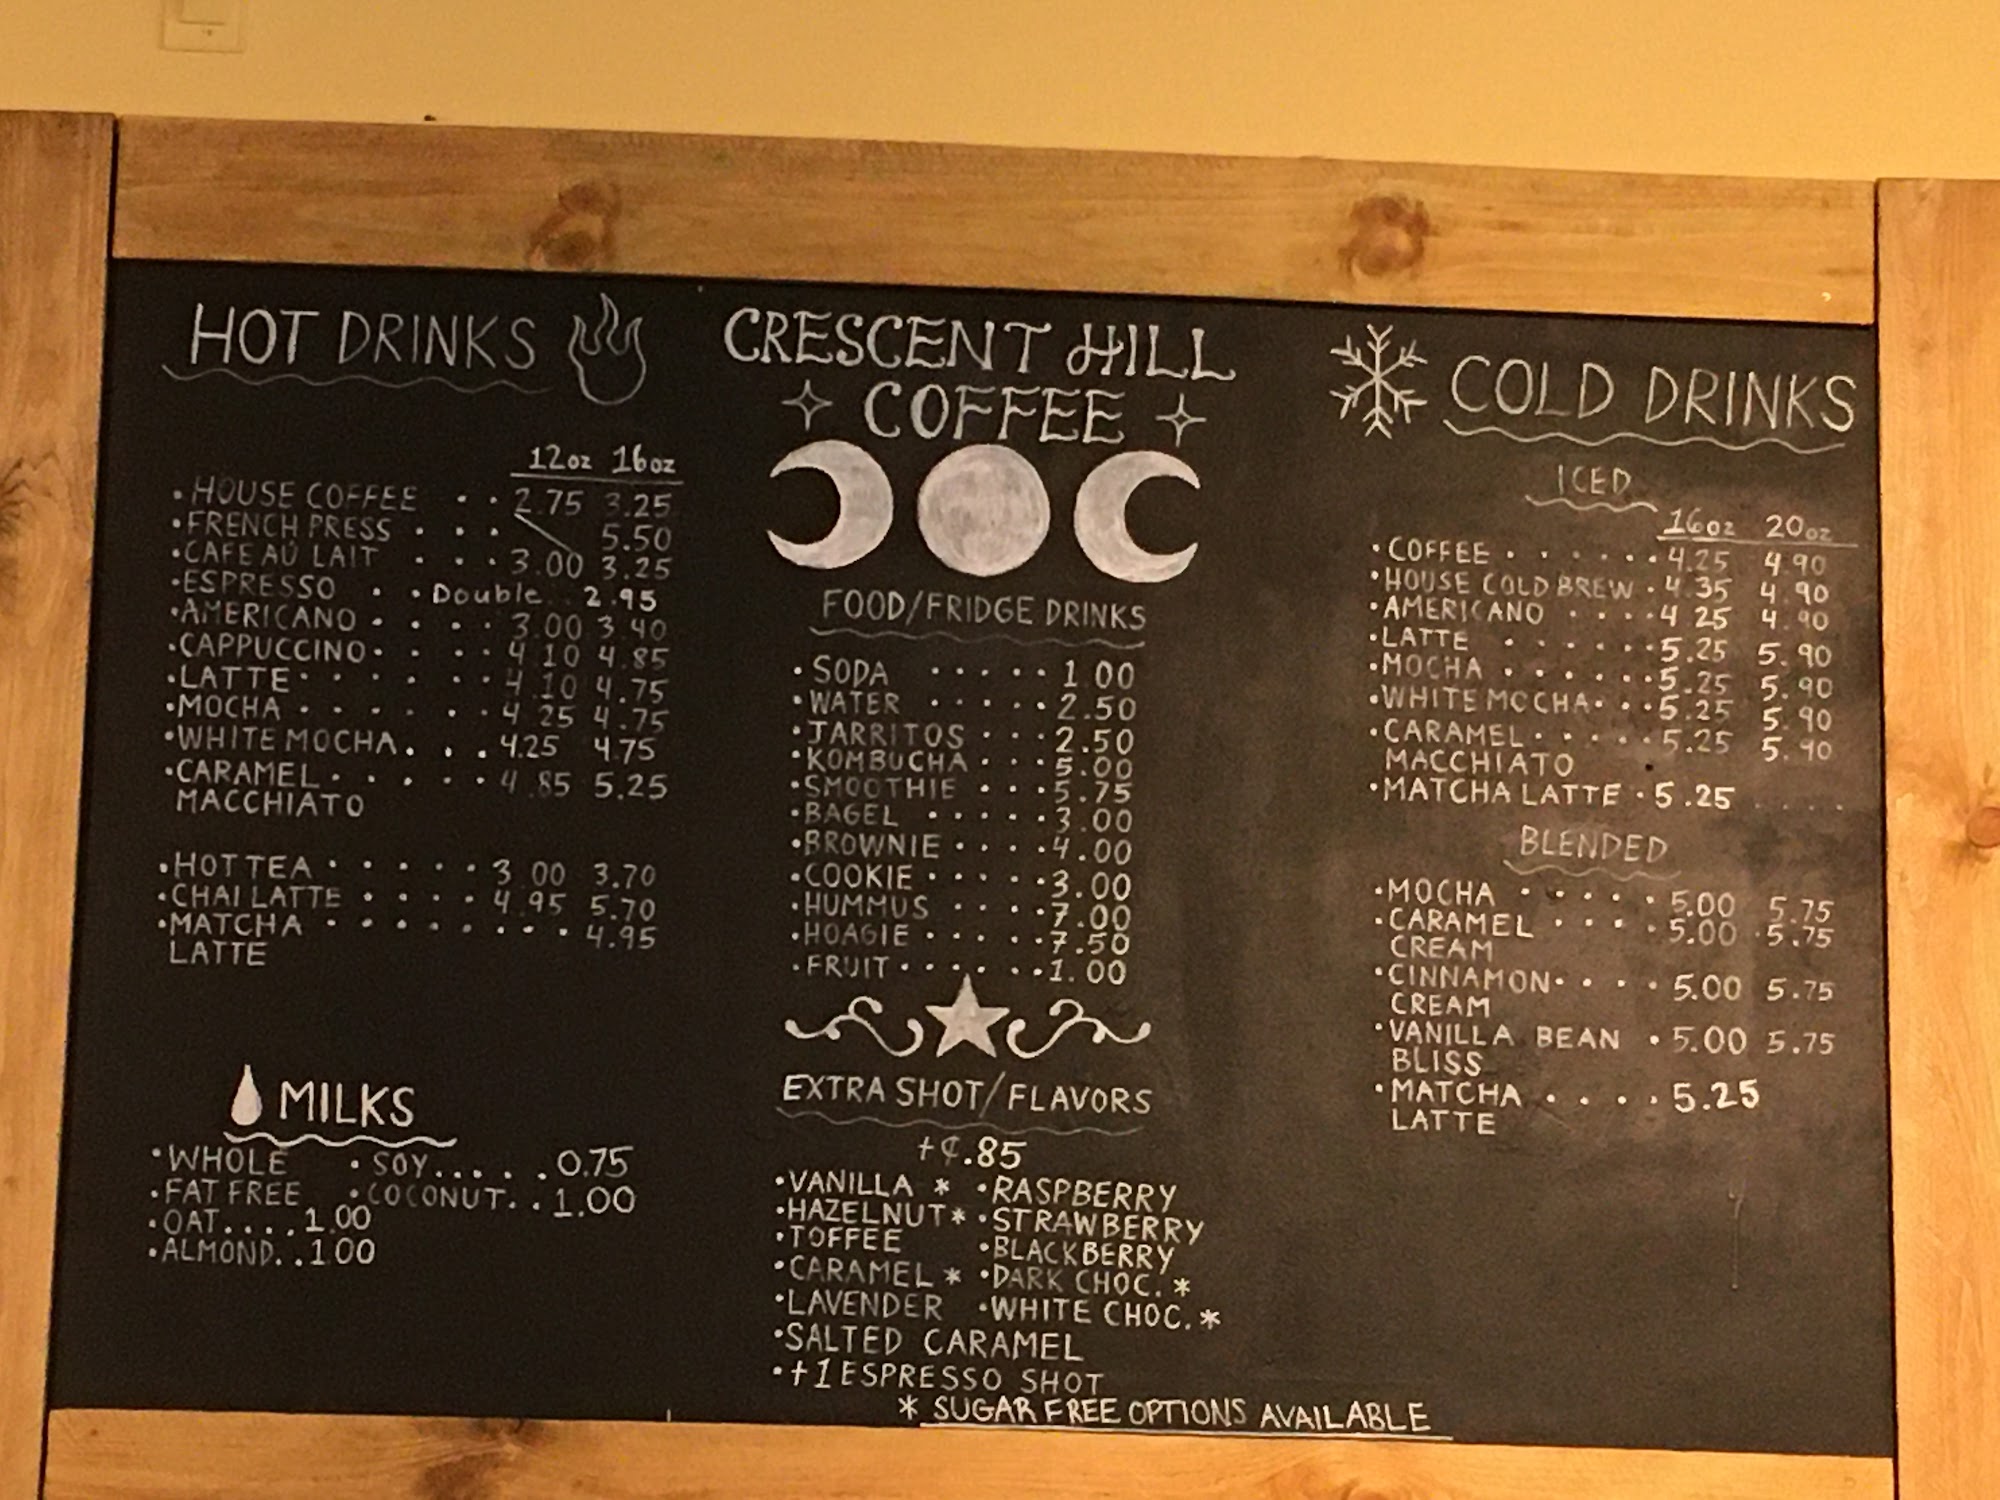 HOT DRINKS
12oz 16oz
•HOUSE COFFEE . . 2.75 3.25
•FRENCH PRESS . . . 5.50
•CAFE AÙ LAIT . . . 3.00 3.25
•ESPRESSO . . Double.. 2.95
•AMERICANO . . . . . 3.00 3.40
•CAPPUCCINO . . . . 4.10 4.85
•LATTE . . . . . . 4.10 4.75
•MOCHA . . . . . . 4.25 4.75
•WHITE MOCHA . . . 4.25 4.75
•CARAMEL . . . . . . 4.85 5.25
MACCHIATO
•HOT TEA . . . . . . 3.00 3.70
•CHAI LATTE . . . . . 4.95 5.70
•MATCHA . . . . . . . . 4.95
LATTE
MILKS
•WHOLE •SOY......0.75
•FAT FREE •COCONUT...1.00
•OAT....1.00
•ALMOND..1.00
CRESCENT HILL
COFFEE
FOOD/FRIDGE DRINKS
•SODA . . . . . . 1.00
•WATER . . . . . . 2.50
•JARRITOS . . . . 2.50
•KOMBUCHA . . . 5.00
•SMOOTHIE . . . 5.75
•BAGEL . . . . . . 3.00
•BROWNIE . . . . 4.00
•COOKIE . . . . . 3.00
•HUMMUS . . . . 7.00
•HOAGIE . . . . . 7.50
•FRUIT . . . . . . 1.00
EXTRA SHOT/FLAVORS
+¢.85
•VANILLA * •RASPBERRY
•HAZELNUT* •STRAWBERRY
•TOFFEE •BLACKBERRY
•CARAMEL * •DARK CHOC. *
•LAVENDER •WHITE CHOC. *
•SALTED CARAMEL
•+1 ESPRESSO SHOT
* SUGAR FREE OPTIONS AVAILABLE
COLD DRINKS
ICED
16oz 20oz
•COFFEE . . . . . . 4.25 4.90
•HOUSE COLD BREW . 4.35 4.90
•AMERICANO . . . . 4.25 4.90
•LATTE . . . . . . 5.25 5.90
•MOCHA . . . . . . 5.25 5.90
•WHITE MOCHA . . . 5.25 5.90
•CARAMEL . . . . . . 5.25 5.90
MACCHIATO
•MATCHA LATTE . 5.25
BLENDED
•MOCHA . . . . . 5.00 5.75
•CARAMEL . . . . 5.00 5.75
CREAM
•CINNAMON . . . . 5.00 5.75
CREAM
•VANILLA BEAN . 5.00 5.75
BLISS
•MATCHA . . . . 5.25
LATTE